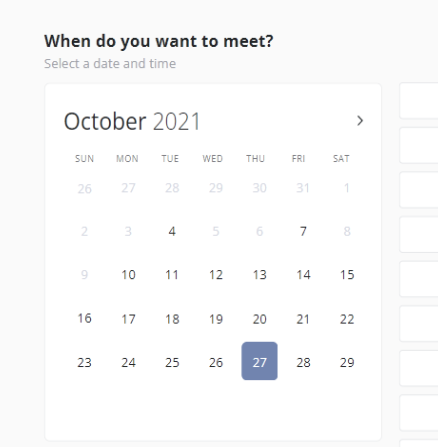 When do you want to meet?
Select a date and time
October 2021
SUN MON TUE WED THU FRI SAT
26 27 28 29 30 31 1
2 3 4 5 6 7 8
9 10 11 12 13 14 15
16 17 18 19 20 21 22
23 24 25 26 27 28 29